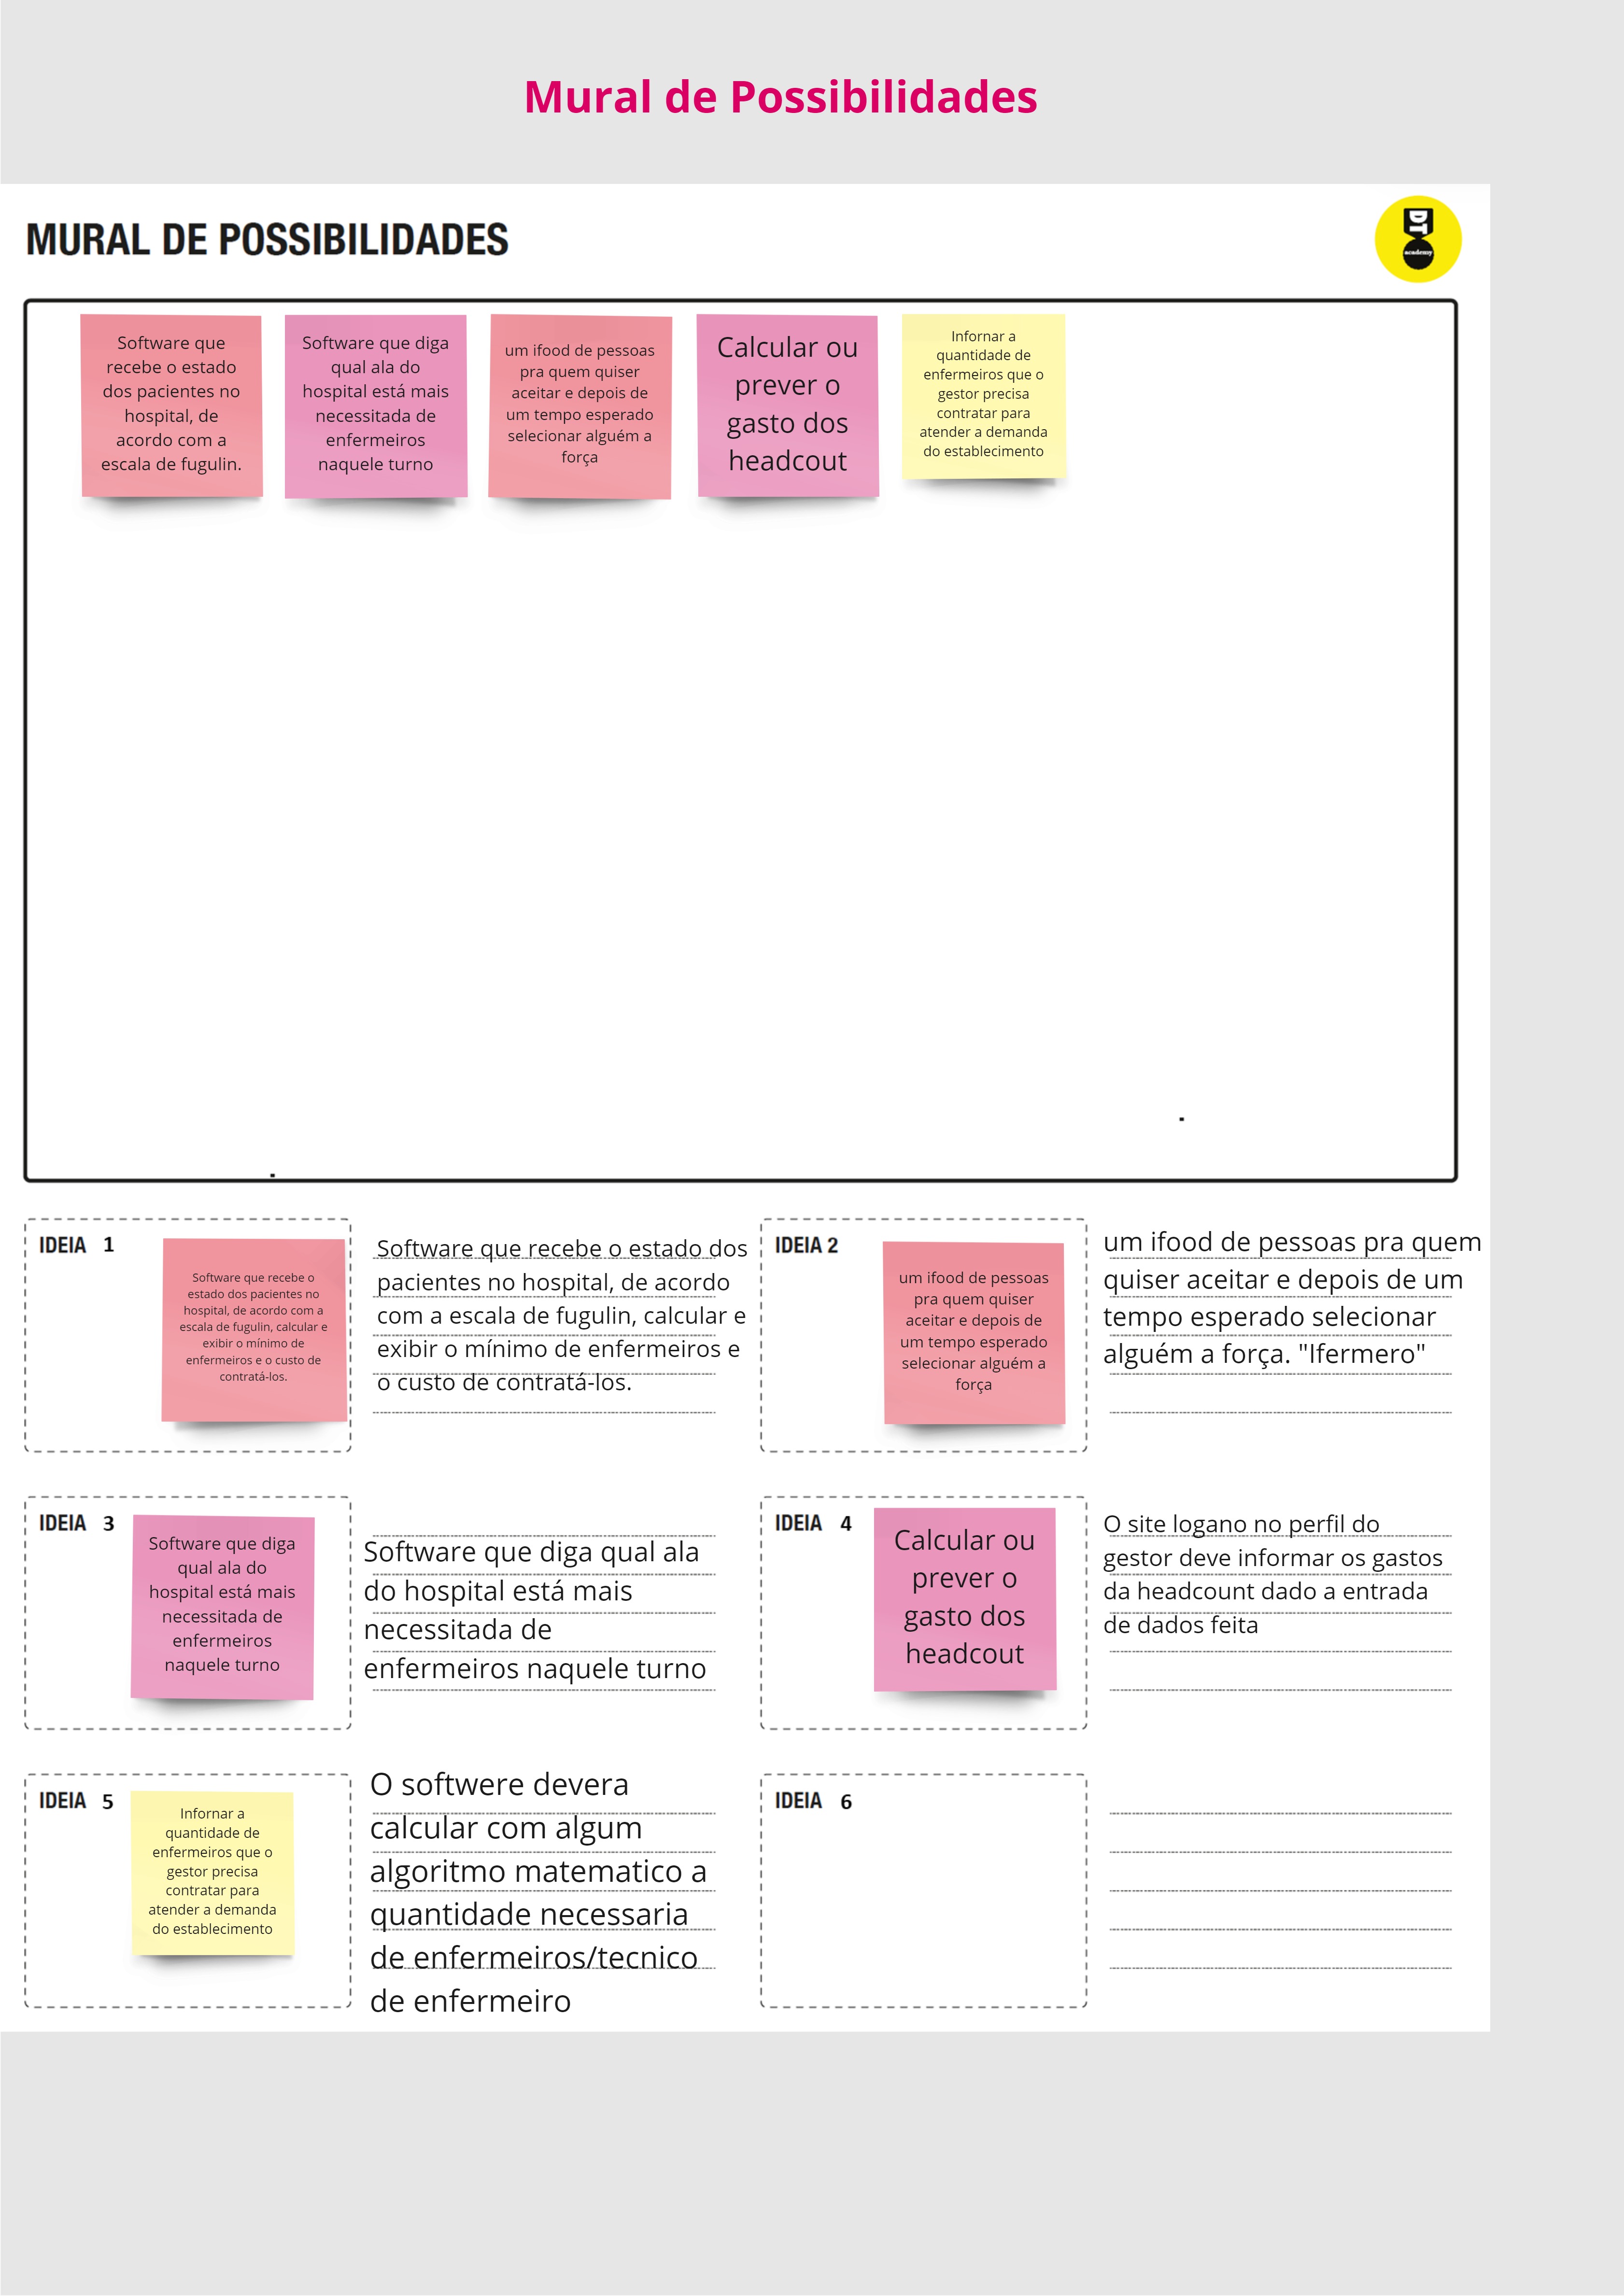 Mural de Possibilidades
MURAL DE POSSIBILIDADES
DT
academy
Software que
recebe o estado
dos pacientes no
hospital, de
acordo com a
escala de fugulin.
Software que diga
qual ala do
hospital está mais
necessitada de
enfermeiros
naquele turno
um ifood de pessoas
pra quem quiser
aceitar e depois de
um tempo esperado
selecionar alguém a
força
Calcular ou
prever o
gasto dos
headcout
Infornar a
quantidade de
enfermeiros que o
gestor precisa
contratar para
atender a demanda
do establecimento
IDEIA 1
Software que recebe o
estado dos pacientes no
hospital, de acordo com a
escala de fugulin, calcular e
exibir o mínimo de
enfermeiros e o custo de
contratá-los.
Software que recebe o estado dos
pacientes no hospital, de acordo
com a escala de fugulin, calcular e
exibir o mínimo de enfermeiros e
o custo de contratá-los.
IDEIA 2
um ifood de pessoas
pra quem quiser
aceitar e depois de
um tempo esperado
selecionar alguém a
força
um ifood de pessoas pra quem
quiser aceitar e depois de um
tempo esperado selecionar
alguém a força. "Ifermero"
IDEIA 3
Software que diga
qual ala do
hospital está mais
necessitada de
enfermeiros
naquele turno
Software que diga qual ala
do hospital está mais
necessitada de
enfermeiros naquele turno
IDEIA 4
Calcular ou
prever o
gasto dos
headcout
O site logano no perfil do
gestor deve informar os gastos
da headcount dado a entrada
de dados feita
IDEIA 5
Infornar a
quantidade de
enfermeiros que o
gestor precisa
contratar para
atender a demanda
do establecimento
O softwere devera
calcular com algum
algoritmo matematico a
quantidade necessaria
de enfermeiros/tecnico
de enfermeiro
IDEIA 6